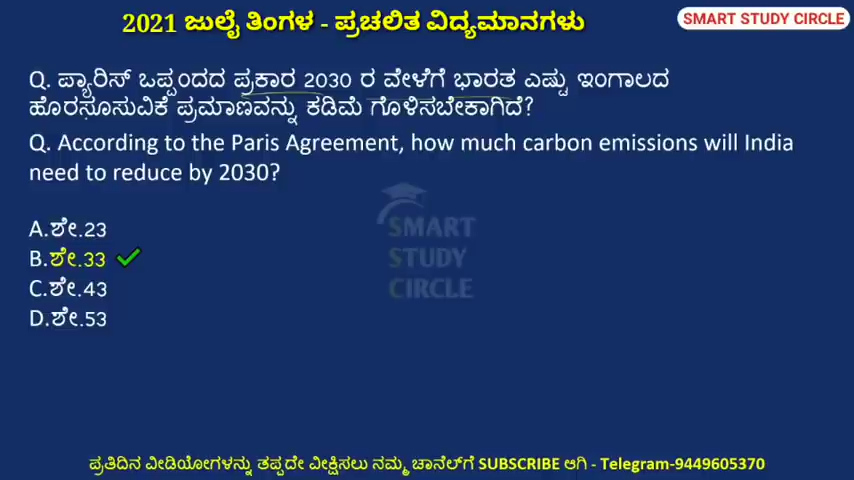 2021 ಜುಲೈ ತಿಂಗಳ - ಪ್ರಚಲಿತ ವಿದ್ಯಮಾನಗಳು
SMART STUDY CIRCLE
Q. ಪ್ಯಾರಿಸ್ ಒಪ್ಪಂದದ ಪ್ರಕಾರ 2030 ರ ವೇಳೆಗೆ ಭಾರತ ಎಷ್ಟು ಇಂಗಾಲದ
ಹೊರಸೂಸುವಿಕೆ ಪ್ರಮಾಣವನ್ನು ಕಡಿಮೆ ಗೊಳಿಸಬೇಕಾಗಿದೆ?
Q. According to the Paris Agreement, how much carbon emissions will India
need to reduce by 2030?
A.ಶೇ.23
B.ಶೇ.33
C.ಶೇ.43
D.ಶೇ.53
SMART
STUDY
CIRCLE
ಪ್ರತಿದಿನ ವೀಡಿಯೋಗಳನ್ನು ತಪ್ಪದೇ ವೀಕ್ಷಿಸಲು ನಮ್ಮ ಚಾನೆಲ್‌ಗೆ SUBSCRIBE ಆಗಿ - Telegram-9449605370